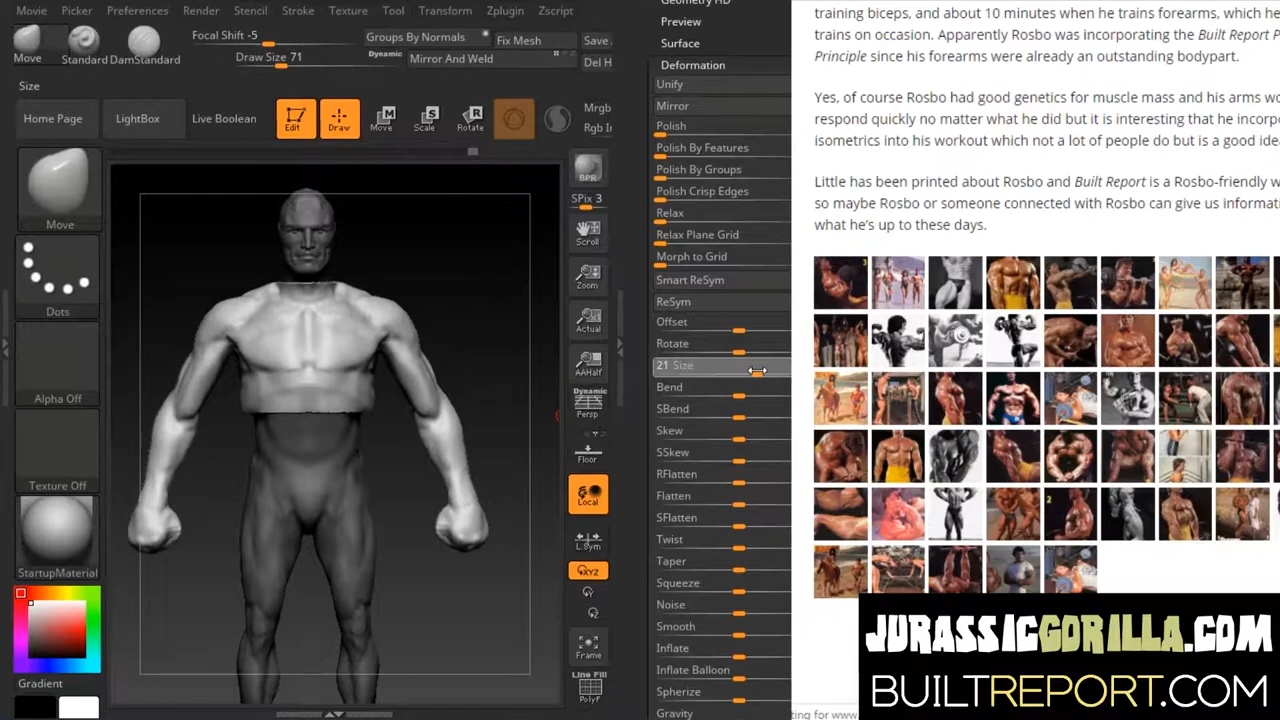 Movie Picker Preferences Render Stencil Stroke Texture Tool Transform Zplugin Zscript
Move
Standard
DamStandard
Focal Shift -5
Draw Size 71
Dynamic
Groups By Normals
Fix Mesh
Save
Mirror And Weld
Del H
Size
Home Page
LightBox
Live Boolean
Edit
Draw
Move
Scale
Rotate
Mrgb
Rgb In
Move
Dots
Alpha Off
Texture Off
StartupMaterial
Gradient
BPR
SPix 3
Scroll
Zoom
Actual
AAHalf
Dynamic
Persp
Floor
Local
L.Sym
XYZ
Frame
Line Fill
PolyF
Geometry HD
Preview
Surface
Deformation
Unify
Mirror
Polish
Polish By Features
Polish By Groups
Polish Crisp Edges
Relax
Relax Plane Grid
Morph to Grid
Smart ReSym
ReSym
Offset
Rotate
21 Size
Bend
SBend
Skew
SSkew
RFlatten
Flatten
SFlatten
Twist
Taper
Squeeze
Noise
Smooth
Inflate
Inflate Balloon
Spherize
Gravity
training biceps, and about 10 minutes when he trains forearms, which he
trains on occasion. Apparently Rosbo was incorporating the Built Report P
Principle since his forearms were already an outstanding bodypart.
Yes, of course Rosbo had good genetics for muscle mass and his arms wo
respond quickly no matter what he did but it is interesting that he incorpo
isometrics into his workout which not a lot of people do but is a good idea
Little has been printed about Rosbo and Built Report is a Rosbo-friendly w
so maybe Rosbo or someone connected with Rosbo can give us informati
what he's up to these days.
3
2
JURASSICGORILLA.COM
BUILTREPORT.COM
ting for www.